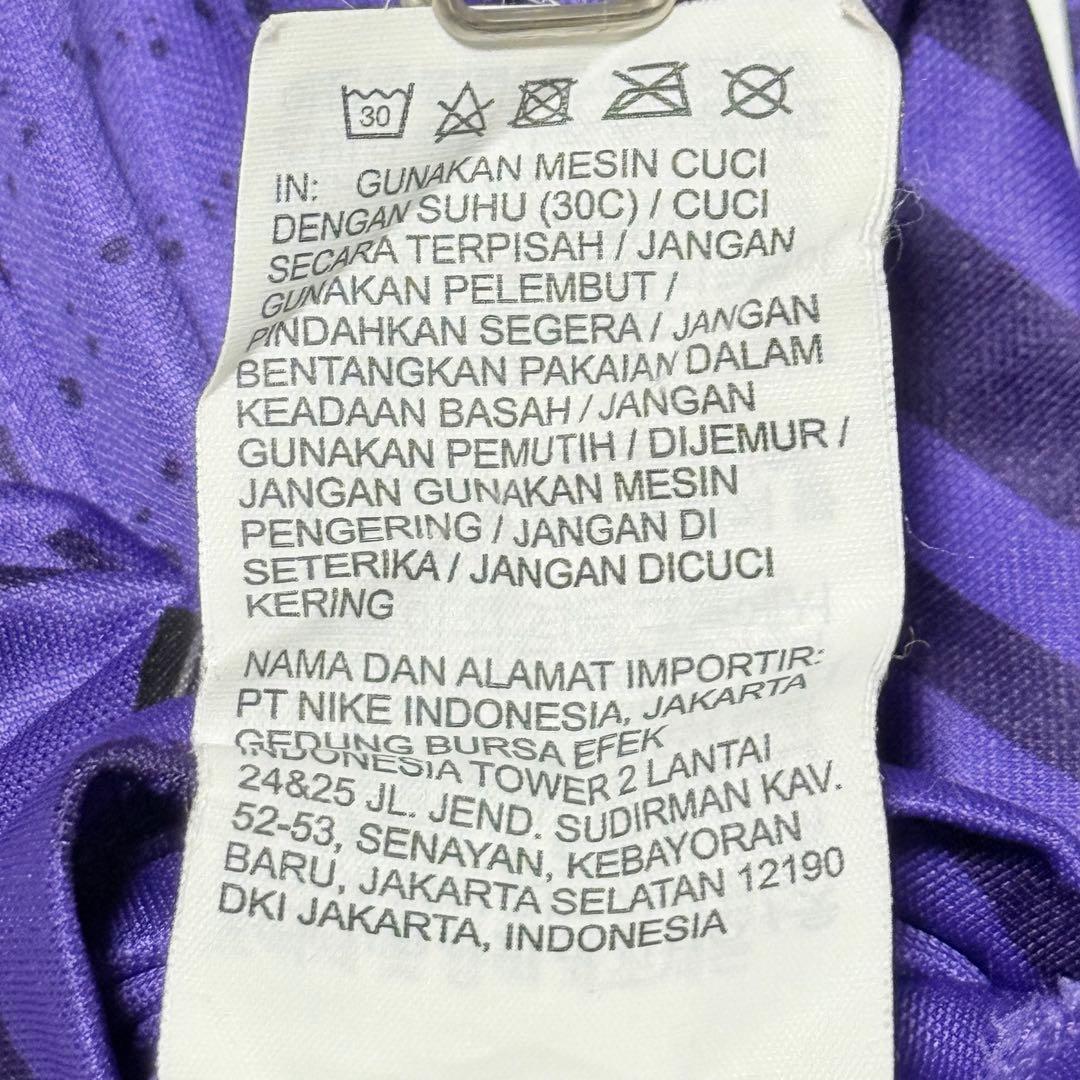 30
IN: GUNAKAN MESIN CUCI
DENGAN SUHU (30C) / CUCI
SECARA TERPISAH / JANGAN
GUNAKAN PELEMBUT /
PINDAHKAN SEGERA / JANGAN
BENTANGKAN PAKAIAN DALAM
KEADAAN BASAH / JANGAN
GUNAKAN PEMUTIH / DIJEMUR /
JANGAN GUNAKAN MESIN
PENGERING / JANGAN DI
SETERIKA / JANGAN DICUCI
KERING
NAMA DAN ALAMAT IMPORTIR:
PT NIKE INDONESIA, JAKARTA
GEDUNG BURSA EFEK
INDONESIA TOWER 2 LANTAI
24&25 JL. JEND. SUDIRMAN KAV.
52-53, SENAYAN, KEBAYORAN
BARU, JAKARTA SELATAN 12190
DKI JAKARTA, INDONESIA